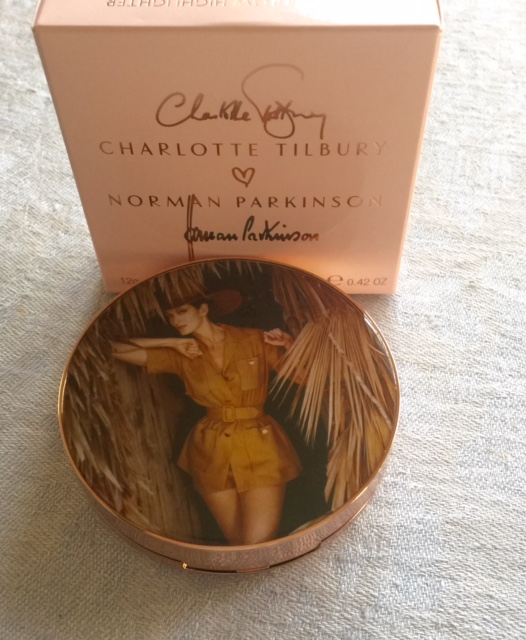 HIGHLIGHTER
Charlotte Tilbury
CHARLOTTE TILBURY
♡
NORMAN PARKINSON
Norman Parkinson
℮ 0.42 OZ